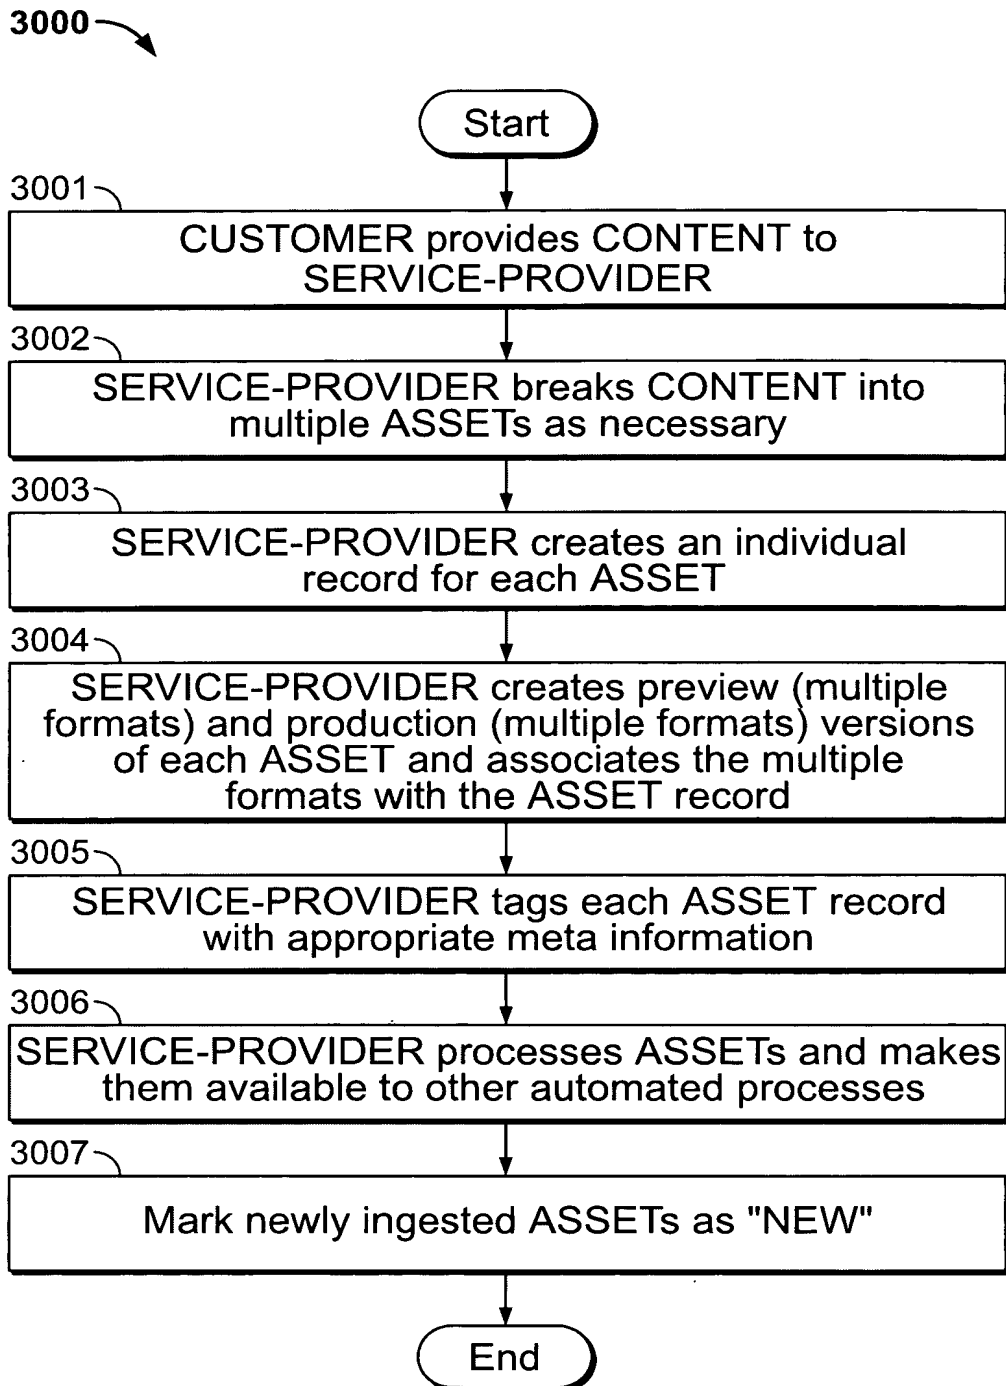 3000
Start
3001
CUSTOMER provides CONTENT to
SERVICE-PROVIDER
3002
SERVICE-PROVIDER breaks CONTENT into
multiple ASSETs as necessary
3003
SERVICE-PROVIDER creates an individual
record for each ASSET
3004
SERVICE-PROVIDER creates preview (multiple
formats) and production (multiple formats) versions
of each ASSET and associates the multiple
formats with the ASSET record
3005
SERVICE-PROVIDER tags each ASSET record
with appropriate meta information
3006
SERVICE-PROVIDER processes ASSETs and makes
them available to other automated processes
3007
Mark newly ingested ASSETs as "NEW"
End